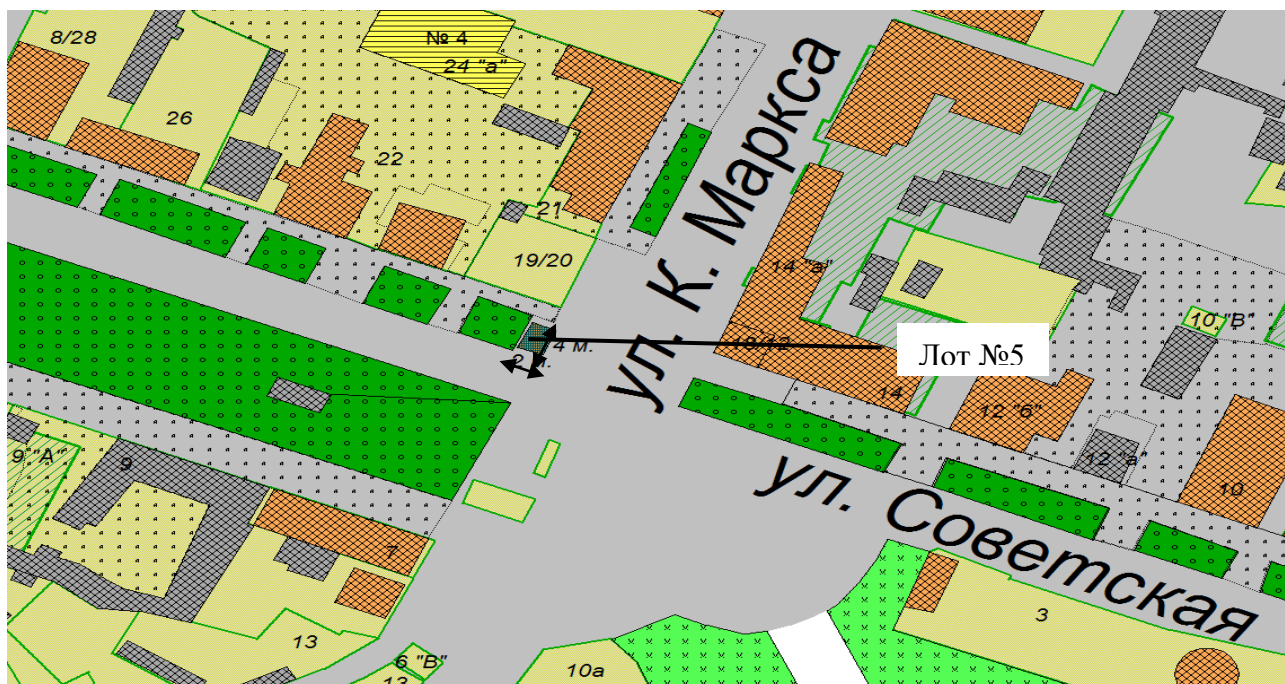 8/28
№ 4
24 "а"
26
22
21
19/20
ул. К. Маркса
14 "а"
10 "В"
4 м.
Лот №5
14
12 "б"
12 "а"
10
9 "А"
9
7
ул. Советская
3
13
6 "В"
13
10а